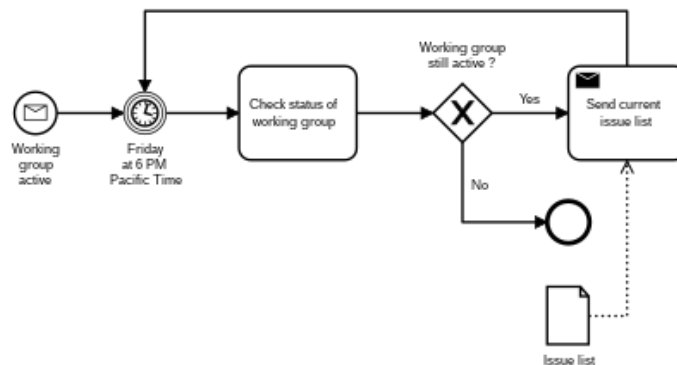 Working group
still active ?
Check status of
working group
Yes
Send current
issue list
Working
group
active
Friday
at 6 PM
Pacific Time
No
Issue list